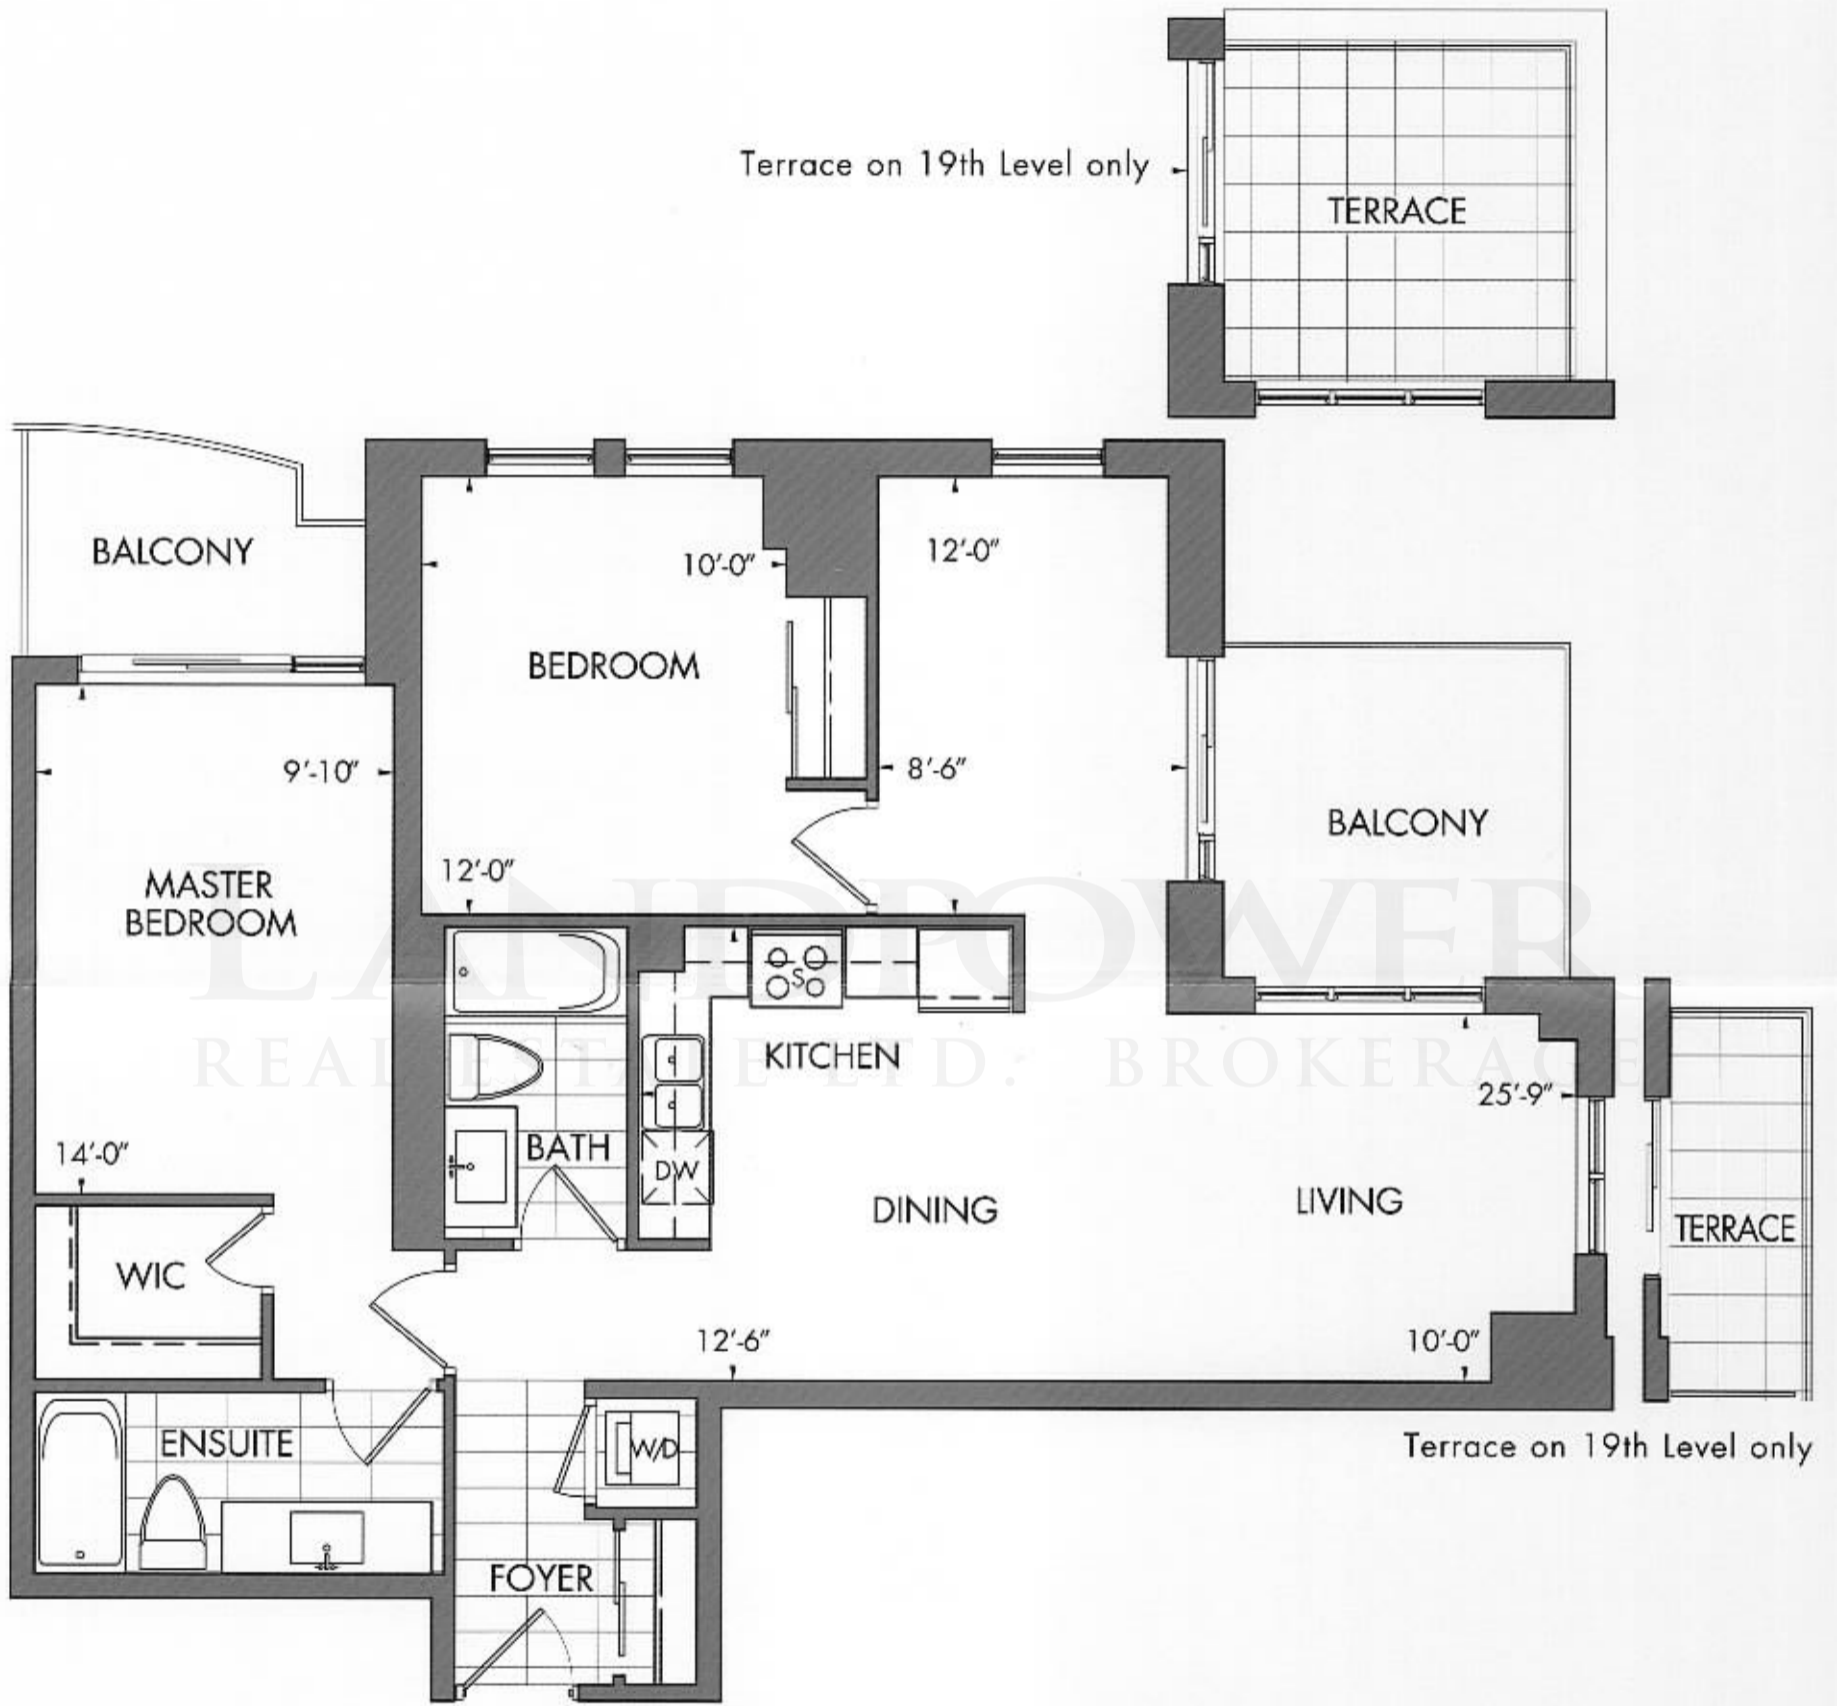 Terrace on 19th Level only
TERRACE
BALCONY
10'-0"
12'-0"
BEDROOM
9'-10"
8'-6"
BALCONY
12'-0"
MASTER
BEDROOM
LANDPOWER
S
KITCHEN
REAL ESTATE LTD. BROKERAGE
25'-9"
14'-0"
BATH
DW
DINING
LIVING
TERRACE
WIC
12'-6"
10'-0"
ENSUITE
W/D
Terrace on 19th Level only
FOYER